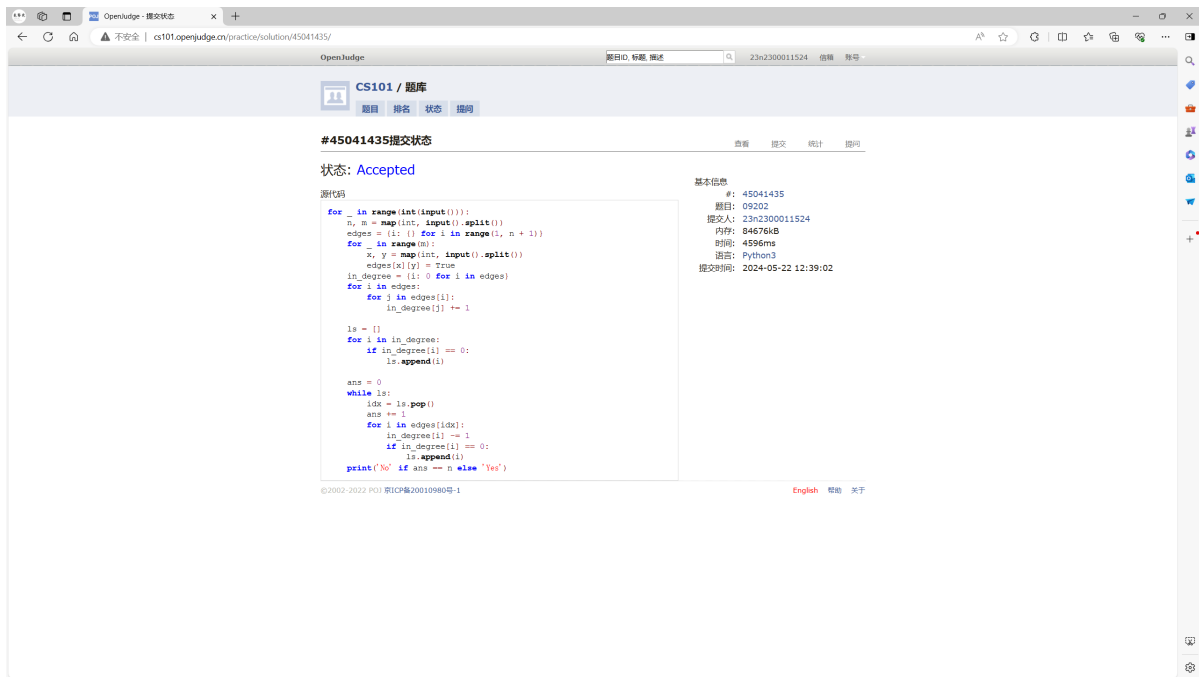 OpenJudge - 提交状态
不安全 | cs101.openjudge.cn/practice/solution/45041435/
OpenJudge 题目ID, 标题, 描述 23n2300011524 信箱 账号
CS101 / 题库
题目 排名 状态 提问
#45041435提交状态 查看 提交 统计 提问
状态: Accepted
源代码
for _ in range(int(input())):
    n, m = map(int, input().split())
    edges = {i: {} for i in range(1, n + 1)}
    for _ in range(m):
        x, y = map(int, input().split())
        edges[x][y] = True
    in_degree = {i: 0 for i in edges}
    for i in edges:
        for j in edges[i]:
            in_degree[j] += 1
    ls = []
    for i in in_degree:
        if in_degree[i] == 0:
            ls.append(i)
    ans = 0
    while ls:
        idx = ls.pop()
        ans += 1
        for i in edges[idx]:
            in_degree[i] -= 1
            if in_degree[i] == 0:
                ls.append(i)
    print('No' if ans == n else 'Yes')
基本信息
#: 45041435
题目: 09202
提交人: 23n2300011524
内存: 84676kB
时间: 4596ms
语言: Python3
提交时间: 2024-05-22 12:39:02
©2002-2022 POJ 京ICP备20010980号-1 English 帮助 关于